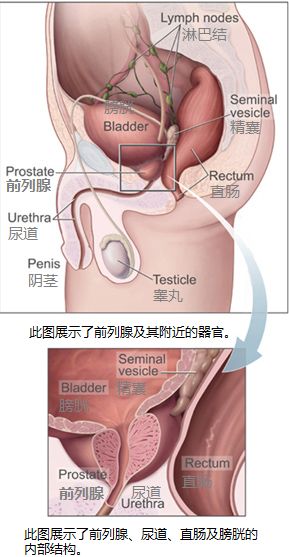 Lymph nodes
淋巴结
膀胱
Bladder
Seminal
vesicle
精囊
Prostate
前列腺
Rectum
直肠
Urethra
尿道
Penis
阴茎
Testicle
睾丸
此图展示了前列腺及其附近的器官。
Seminal
vesicle
Bladder 精囊
膀胱
Prostate
前列腺
Rectum
直肠
尿道
Urethra
此图展示了前列腺、尿道、直肠及膀胱的
内部结构。